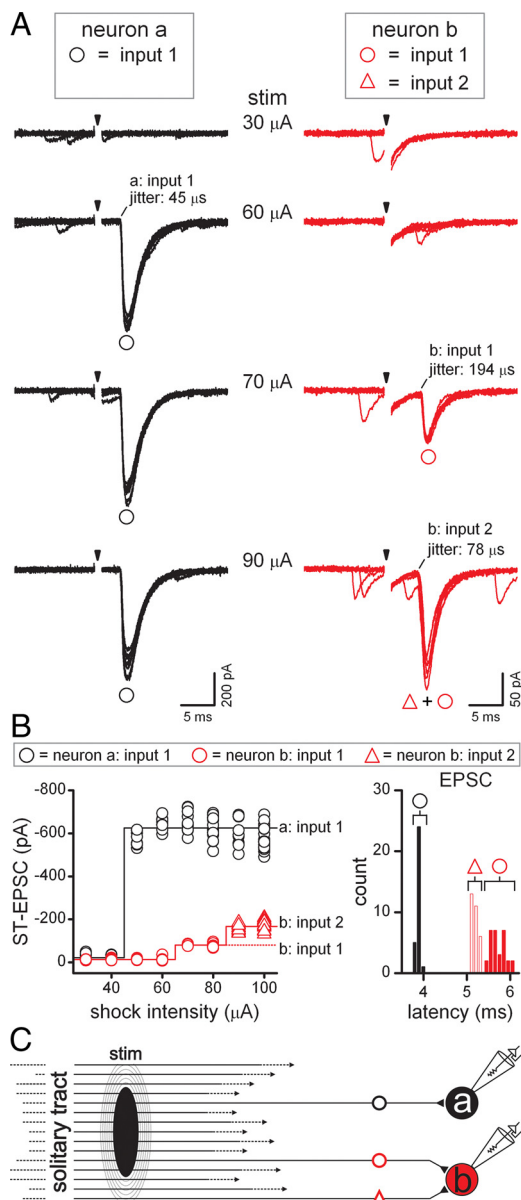 A
neuron a
○ = input 1
neuron b
○ = input 1
△ = input 2
stim
30 μA
a: input 1
jitter: 45 μs
60 μA
70 μA
b: input 1
jitter: 194 μs
90 μA
b: input 2
jitter: 78 μs
200 pA
5 ms
△ + ○
50 pA
5 ms
B
○ = neuron a: input 1 ○ = neuron b: input 1 △ = neuron b: input 2
ST-EPSC (pA)
-800
-600
-400
-200
0
a: input 1
b: input 2
b: input 1
40 60 80 100
shock intensity (μA)
EPSC
count
30
20
10
0
4 5 6
latency (ms)
C
stim
solitary tract
a
b